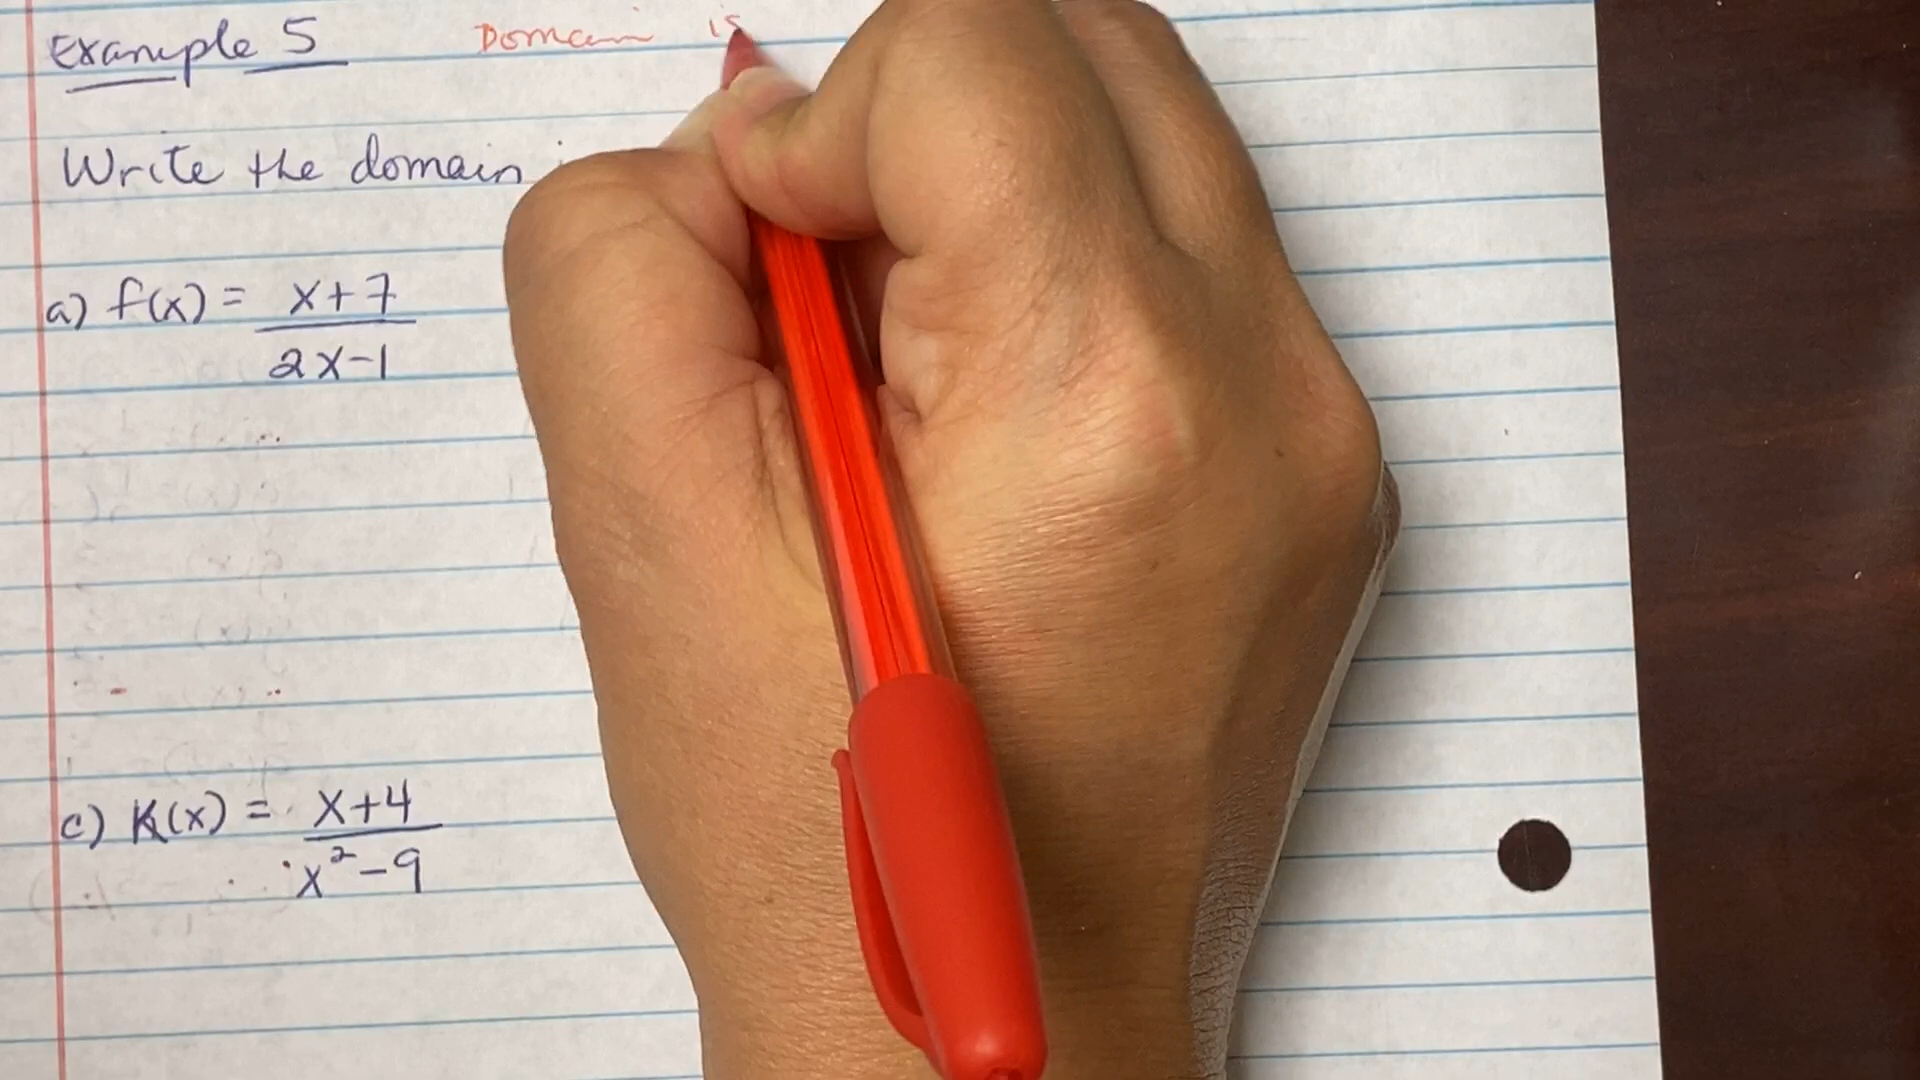 Example 5 Domain is
Write the domain
a) f(x) = x+7
2x-1
c) K(x) = x+4
x²-9